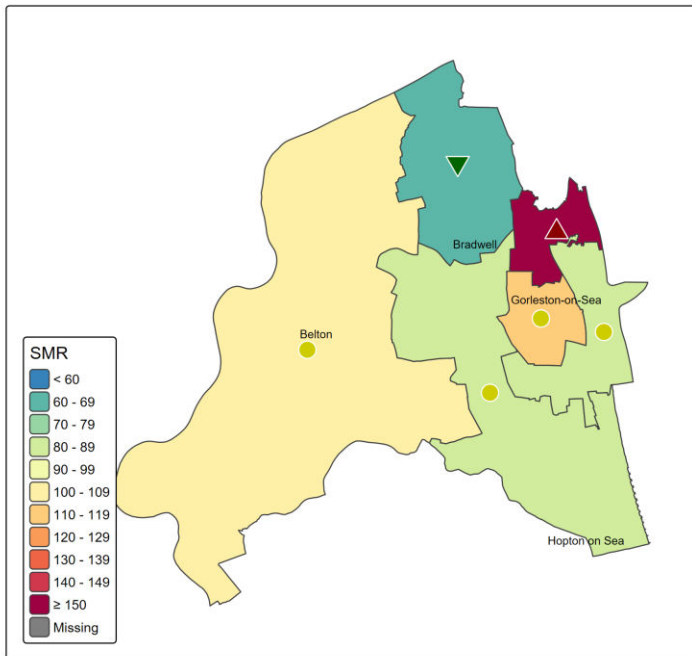 Bradwell
Gorleston-on-Sea
Belton
SMR
< 60
60 - 69
70 - 79
80 - 89
90 - 99
100 - 109
110 - 119
120 - 129
130 - 139
140 - 149
≥ 150
Missing
Hopton on Sea